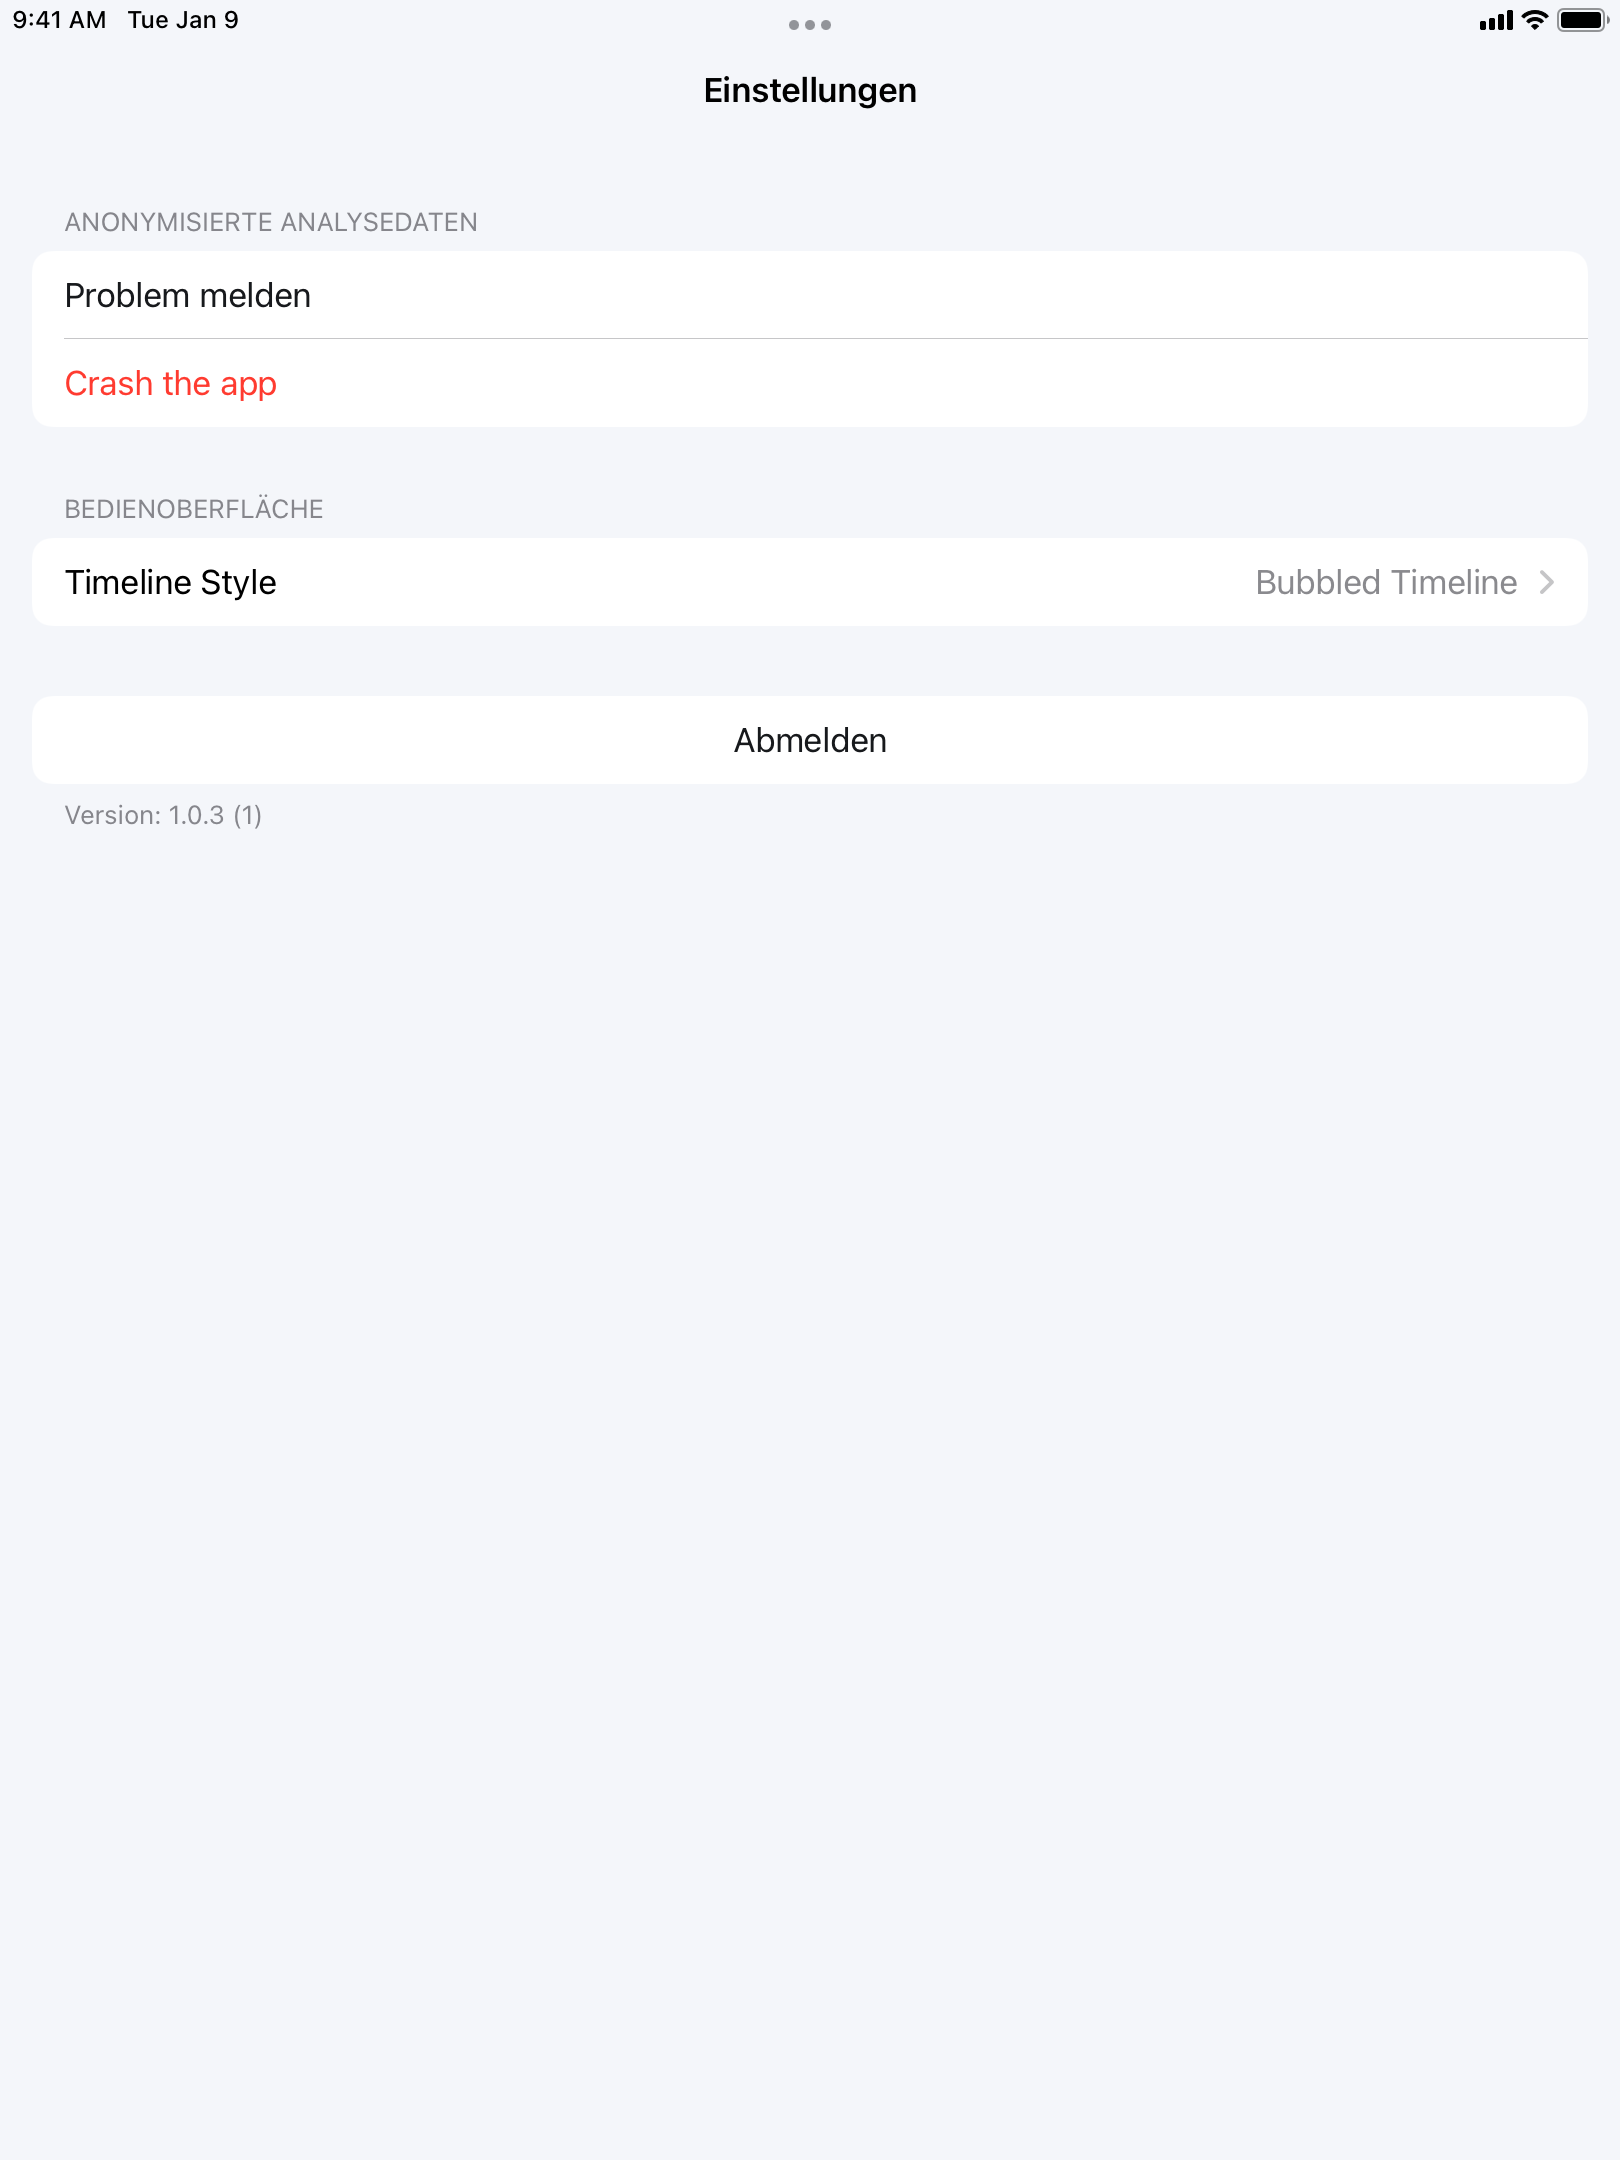 9:41 AM Tue Jan 9
Einstellungen
ANONYMISIERTE ANALYSEDATEN
Problem melden
Crash the app
BEDIENOBERFLÄCHE
Timeline Style Bubbled Timeline
Abmelden
Version: 1.0.3 (1)